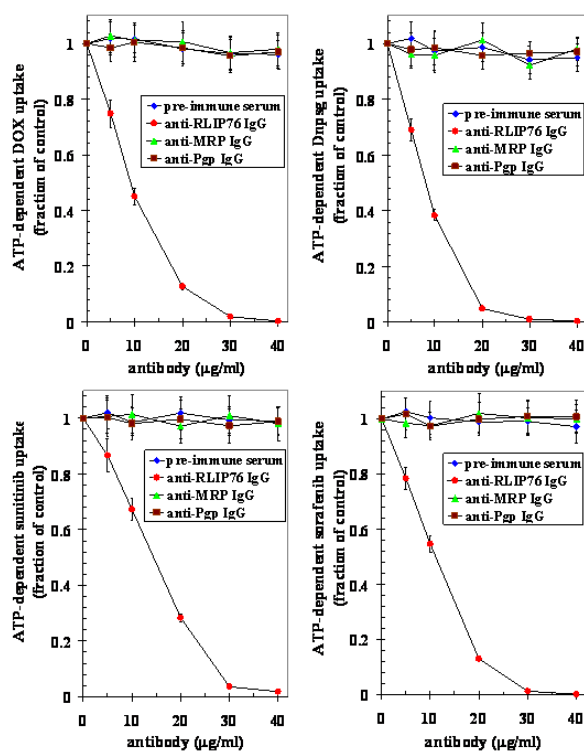 ATP-dependent DOX uptake
(fraction of control)
1
0.8
0.6
0.4
0.2
0
pre-immune serum
anti-RLIP76 IgG
anti-MRP IgG
anti-Pgp IgG
0 10 20 30 40
antibody (µg/ml)
ATP-dependent Dnpsg uptake
(fraction of control)
1
0.8
0.6
0.4
0.2
0
pre-immune serum
anti-RLIP76 IgG
anti-MRP IgG
anti-Pgp IgG
0 10 20 30 40
antibody (µg/ml)
ATP-dependent sunitinib uptake
(fraction of control)
1
0.8
0.6
0.4
0.2
0
pre-immune serum
anti-RLIP76 IgG
anti-MRP IgG
anti-Pgp IgG
0 10 20 30 40
antibody (µg/ml)
ATP-dependent sorafenib uptake
(fraction of control)
1
0.8
0.6
0.4
0.2
0
pre-immune serum
anti-RLIP76 IgG
anti-MRP IgG
anti-Pgp IgG
0 10 20 30 40
antibody (µg/ml)